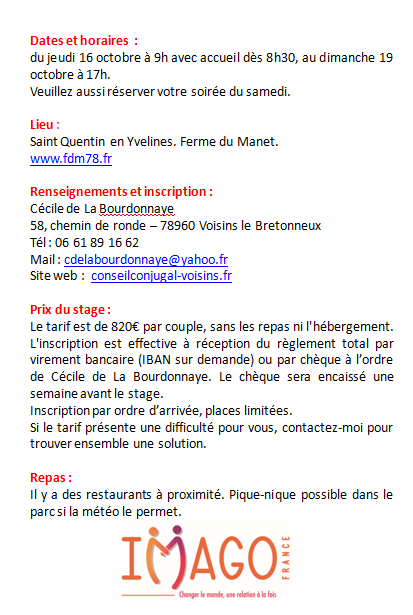 Dates et horaires :
du jeudi 16 octobre à 9h avec accueil dès 8h30, au dimanche 19
octobre à 17h.
Veuillez aussi réserver votre soirée du samedi.
Lieu :
Saint Quentin en Yvelines. Ferme du Manet.
www.fdm78.fr
Renseignements et inscription :
Cécile de La Bourdonnaye
58, chemin de ronde – 78960 Voisins le Bretonneux
Tél : 06 61 89 16 62
Mail : cdelabourdonnaye@yahoo.fr
Site web : conseilconjugal-voisins.fr
Prix du stage :
Le tarif est de 820€ par couple, sans les repas ni l'hébergement.
L'inscription est effective à réception du règlement total par
virement bancaire (IBAN sur demande) ou par chèque à l'ordre
de Cécile de La Bourdonnaye. Le chèque sera encaissé une
semaine avant le stage.
Inscription par ordre d'arrivée, places limitées.
Si le tarif présente une difficulté pour vous, contactez-moi pour
trouver ensemble une solution.
Repas :
Il y a des restaurants à proximité. Pique-nique possible dans le
parc si la météo le permet.
IMAGO
FRANCE
Changer le monde, une relation à la fois